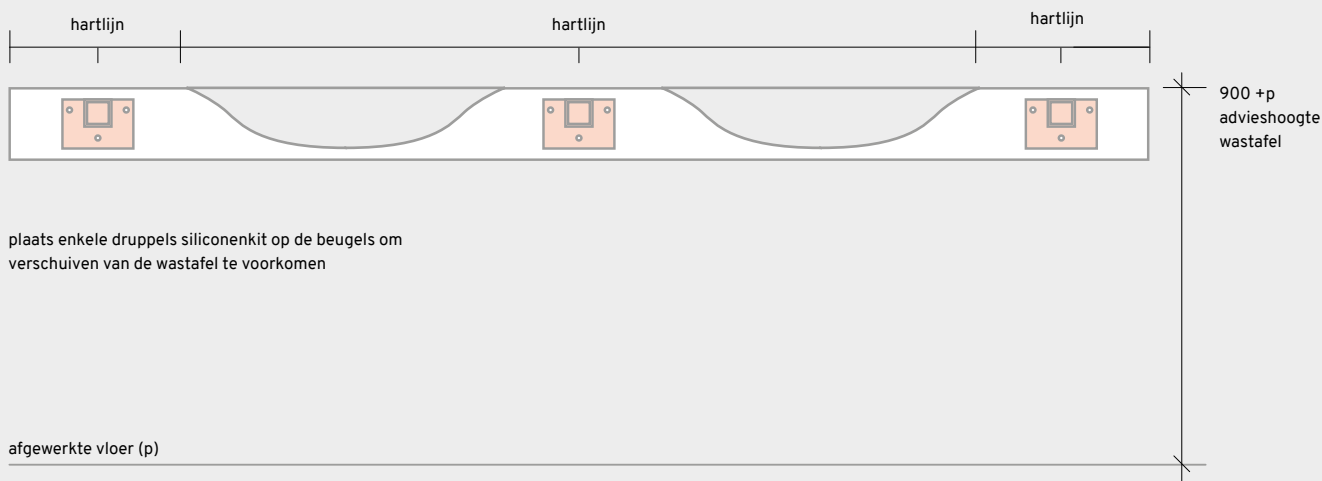 hartlijn
hartlijn
hartlijn
900 +p
advieshoogte
wastafel
plaats enkele druppels siliconenkit op de beugels om
verschuiven van de wastafel te voorkomen
afgewerkte vloer (p)